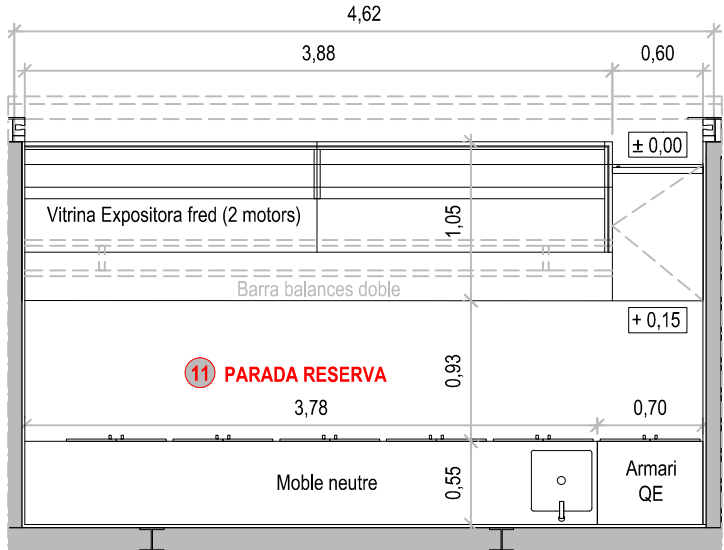 4,62
3,88
0,60
± 0,00
Vitrina Expositora fred (2 motors)
1,05
Barra balances doble
+ 0,15
11 PARADA RESERVA
0,93
3,78
0,70
Moble neutre
0,55
Armari
QE